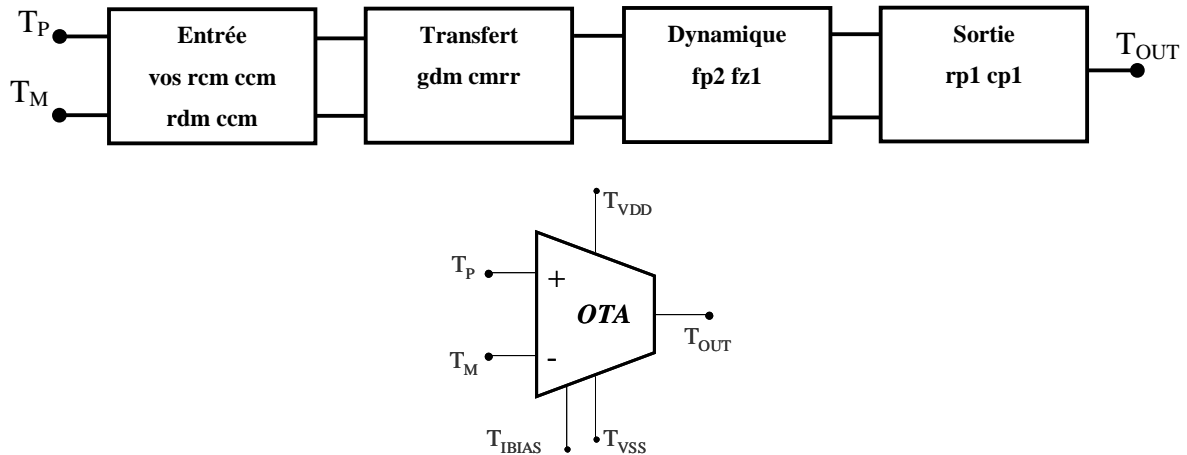 T_P
T_M
Entrée
vos rcm ccm
rdm ccm
Transfert
gdm cmrr
Dynamique
fp2 fz1
Sortie
rp1 cp1
T_OUT
T_VDD
T_P
+
OTA
T_OUT
T_M
-
T_IBIAS
T_VSS